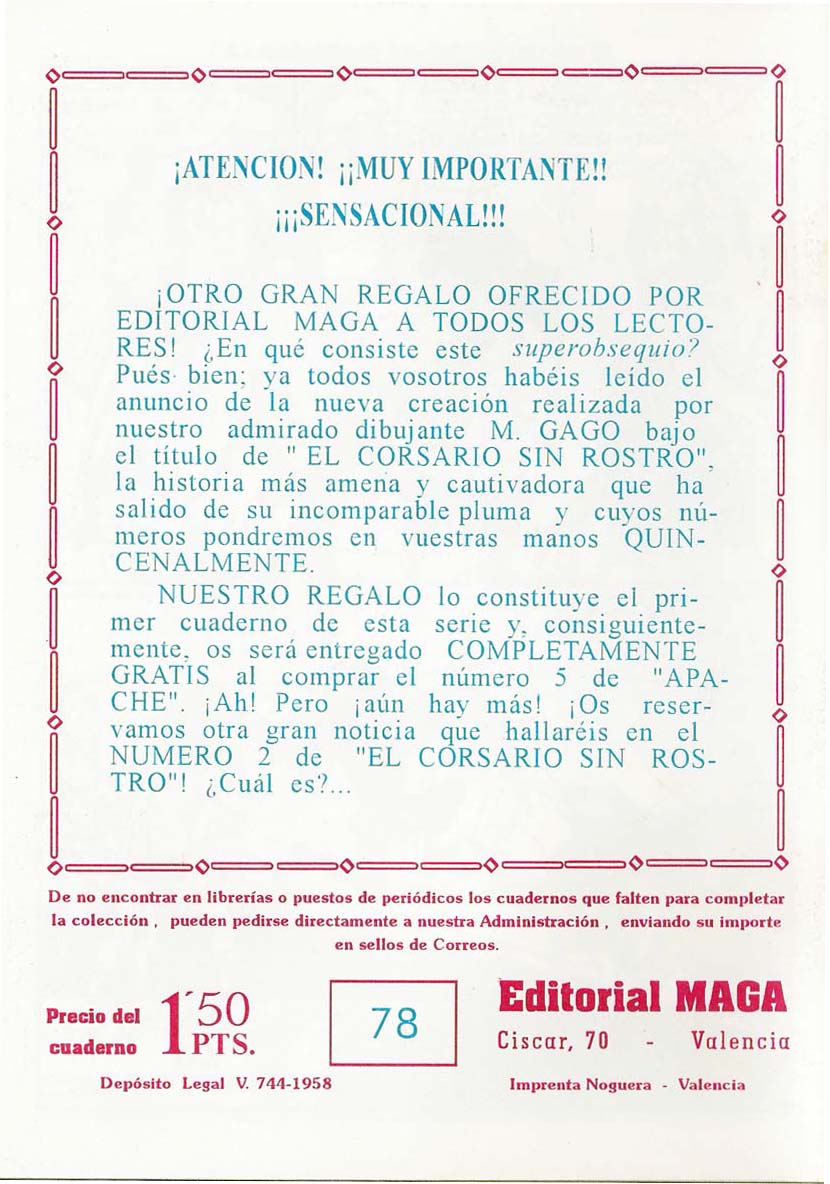 ¡ATENCION! ¡¡MUY IMPORTANTE!!
¡¡¡SENSACIONAL!!!
¡OTRO GRAN REGALO OFRECIDO POR
EDITORIAL MAGA A TODOS LOS LECTO-
RES! ¿En qué consiste este superobsequio?
Pués bien; ya todos vosotros habéis leído el
anuncio de la nueva creación realizada por
nuestro admirado dibujante M. GAGO bajo
el título de " EL CORSARIO SIN ROSTRO",
la historia más amena y cautivadora que ha
salido de su incomparable pluma y cuyos nú-
meros pondremos en vuestras manos QUIN-
CENALMENTE.
NUESTRO REGALO lo constituye el pri-
mer cuaderno de esta serie y, consiguiente-
mente, os será entregado COMPLETAMENTE
GRATIS al comprar el número 5 de "APA-
CHE". ¡Ah! Pero ¡aún hay más! ¡Os reser-
vamos otra gran noticia que hallaréis en el
NUMERO 2 de "EL CORSARIO SIN ROS-
TRO"! ¿Cuál es?...
De no encontrar en librerías o puestos de periódicos los cuadernos que falten para completar
la colección , pueden pedirse directamente a nuestra Administración , enviando su importe
en sellos de Correos.
Precio del
cuaderno
1´50
PTS.
78
Editorial MAGA
Ciscar, 70 - Valencia
Depósito Legal V. 744-1958
Imprenta Noguera - Valencia